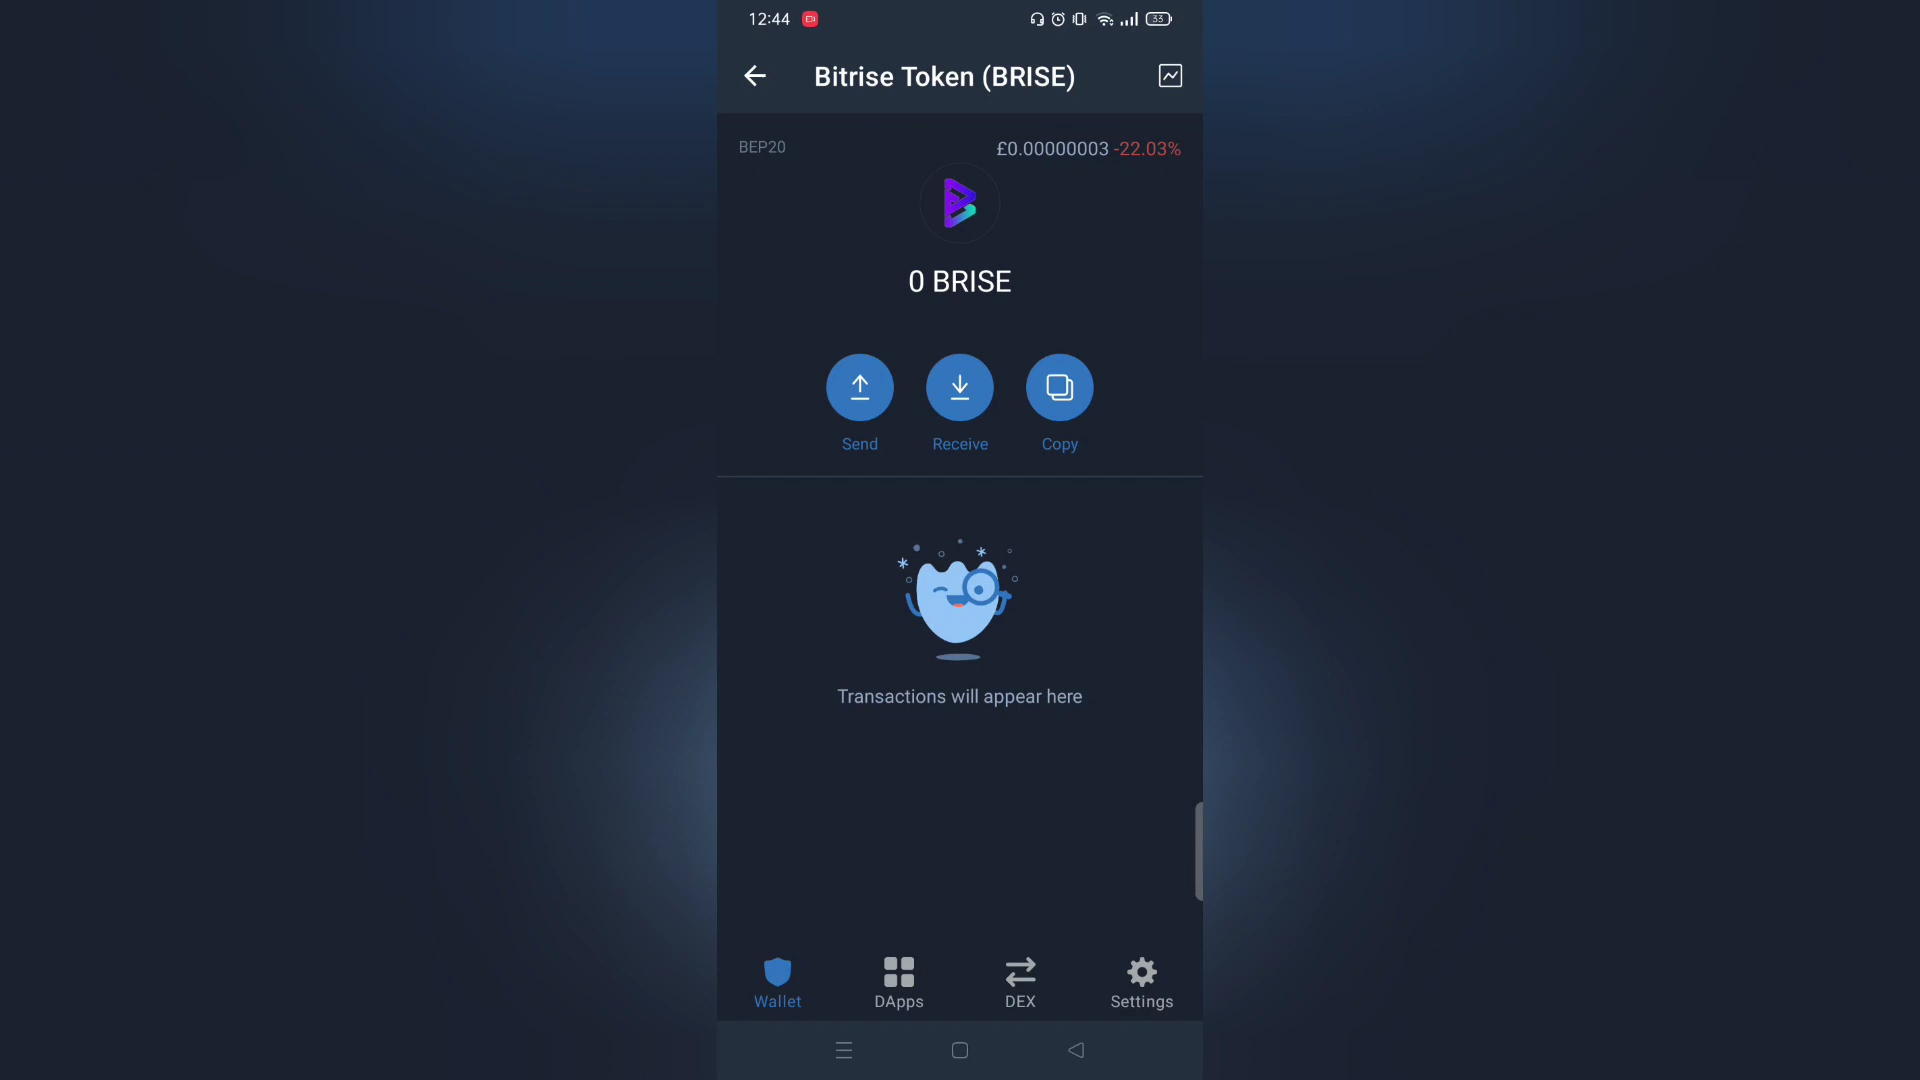 12:44
33
Bitrise Token (BRISE)
BEP20
£0.00000003 -22.03%
0 BRISE
Send Receive Copy
Transactions will appear here
Wallet DApps DEX Settings